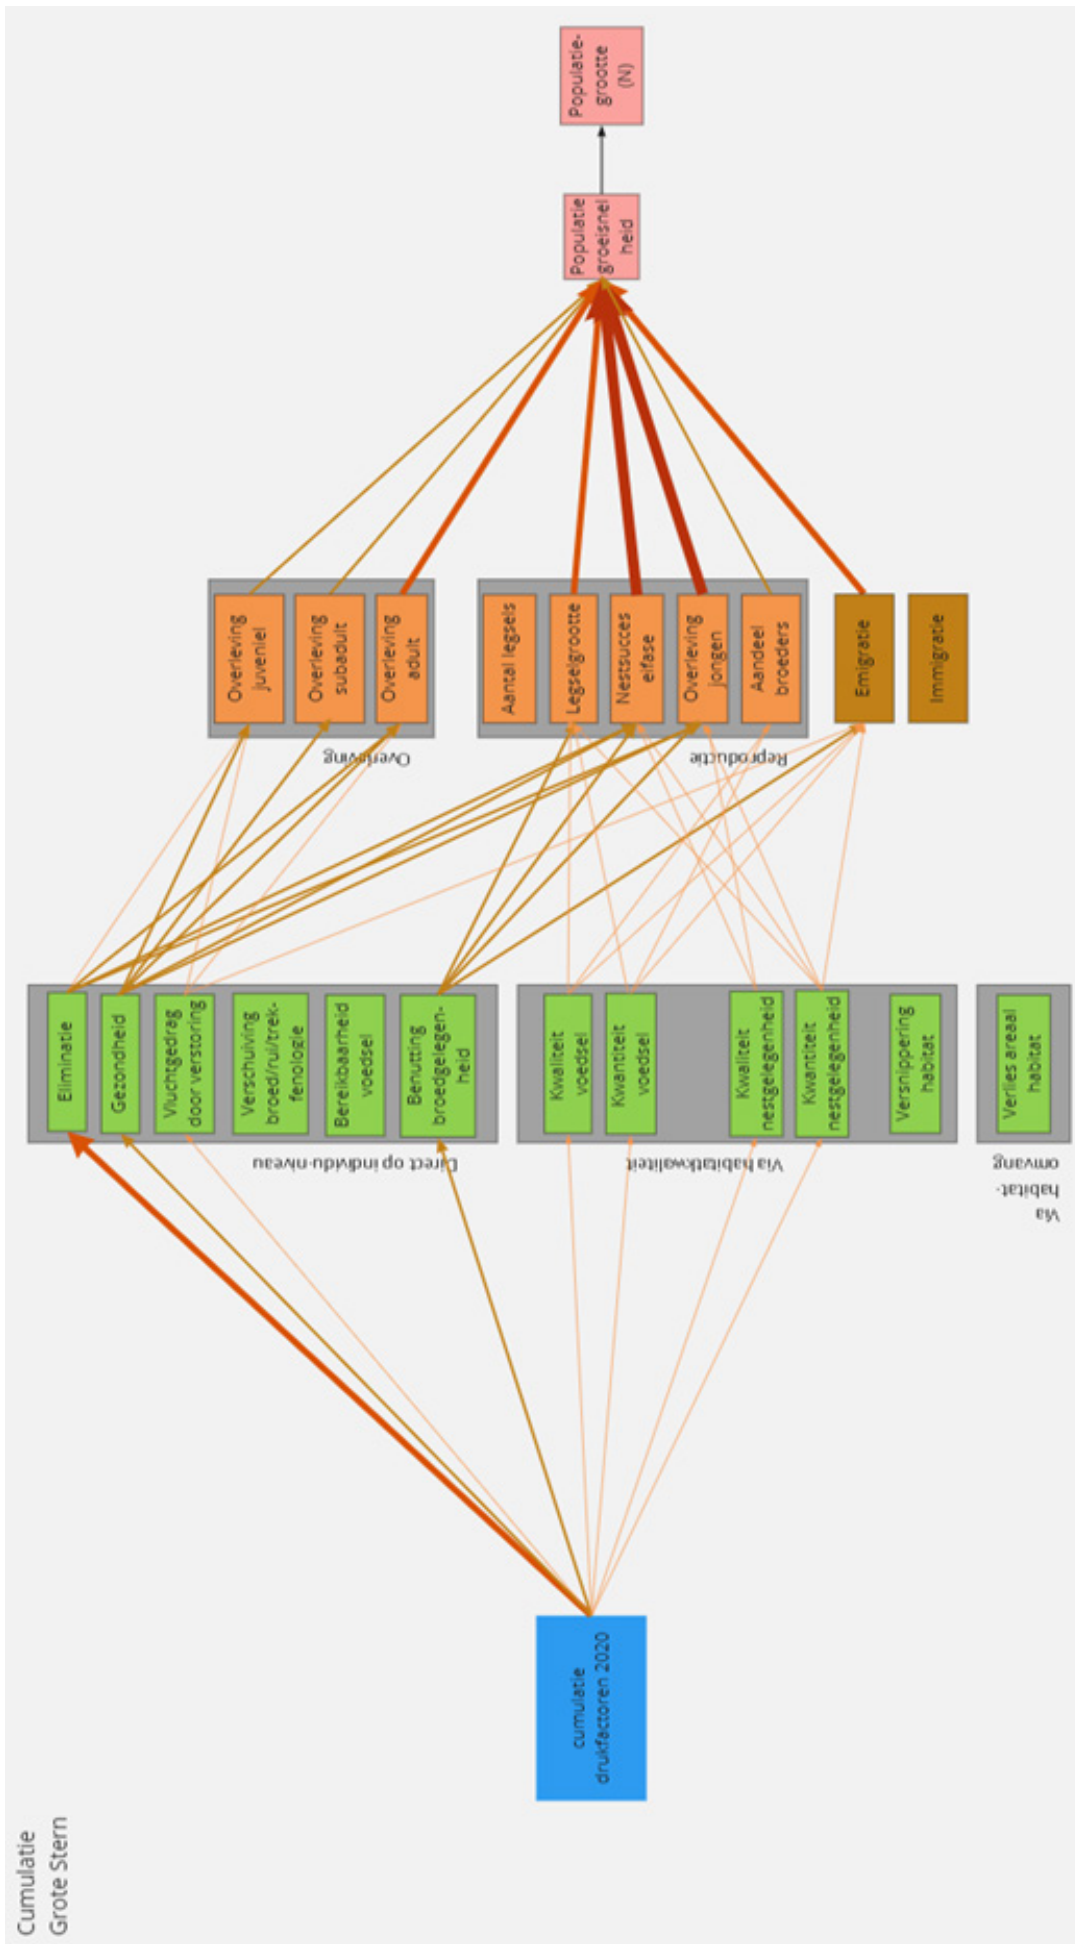 Cumulatie
Grote Stern
cumulatie
drukfactoren 2020
Direct op individu-niveau
Eliminatie
Gezondheid
Vluchtgedrag
door verstoring
Verschuiving
broed/rui/trek-
fenologie
Bereikbaarheid
voedsel
Benutting
broedgelegen-
heid
Via habitatkwaliteit
Kwaliteit
voedsel
Kwantiteit
voedsel
Kwaliteit
nestgelegenheid
Kwantiteit
nestgelegenheid
Versnippering
habitat
Via
habitat-
omvang
Verlies areaal
habitat
Overleving
Overleving
juveniel
Overleving
subadult
Overleving
adult
Reproductie
Aantal legsels
Legselgrootte
Nestsucces
eifase
Overleving
jongen
Aandeel
broeders
Emigratie
Immigratie
Populatie
groeisnel
heid
Populatie-
grootte
(N)